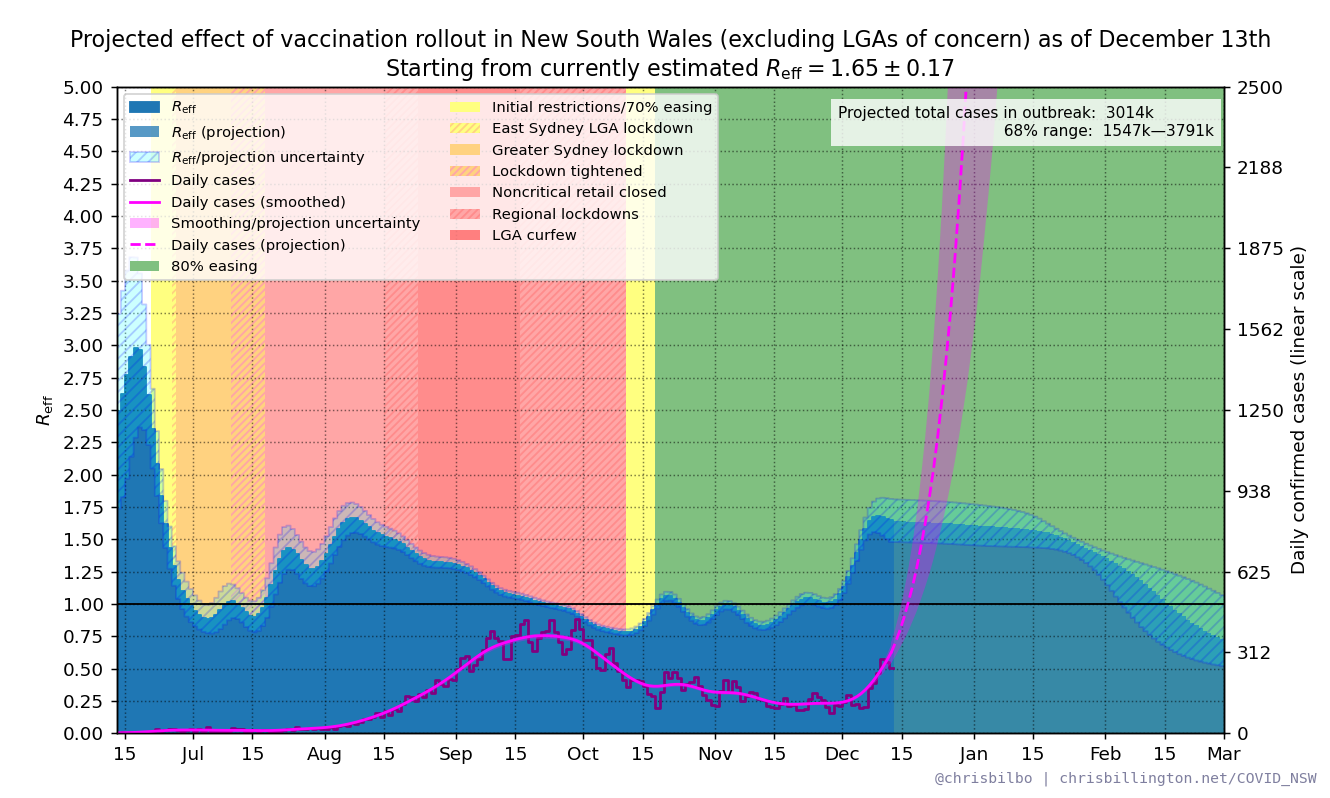 Projected effect of vaccination rollout in New South Wales (excluding LGAs of concern) as of December 13th
Starting from currently estimated R_eff = 1.65 ± 0.17
R_eff
R_eff (projection)
R_eff/projection uncertainty
Daily cases
Daily cases (smoothed)
Smoothing/projection uncertainty
Daily cases (projection)
80% easing
Initial restrictions/70% easing
East Sydney LGA lockdown
Greater Sydney lockdown
Lockdown tightened
Noncritical retail closed
Regional lockdowns
LGA curfew
Projected total cases in outbreak: 3014k
68% range: 1547k—3791k
R_eff
5.00
4.75
4.50
4.25
4.00
3.75
3.50
3.25
3.00
2.75
2.50
2.25
2.00
1.75
1.50
1.25
1.00
0.75
0.50
0.25
0.00
2500
2188
1875
1562
1250
938
625
312
0
Daily confirmed cases (linear scale)
15 Jul 15 Aug 15 Sep 15 Oct 15 Nov 15 Dec 15 Jan 15 Feb 15 Mar
@chrisbilbo | chrisbillington.net/COVID_NSW